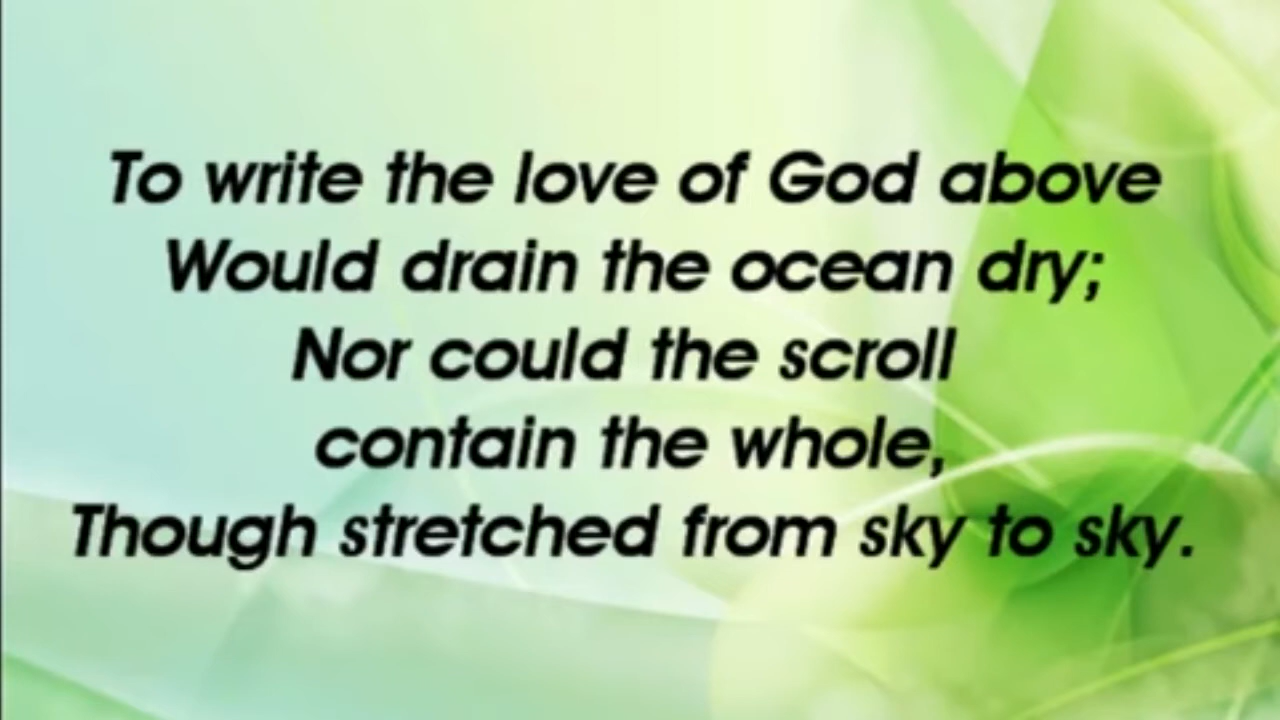 To write the love of God above
Would drain the ocean dry;
Nor could the scroll
contain the whole,
Though stretched from sky to sky.